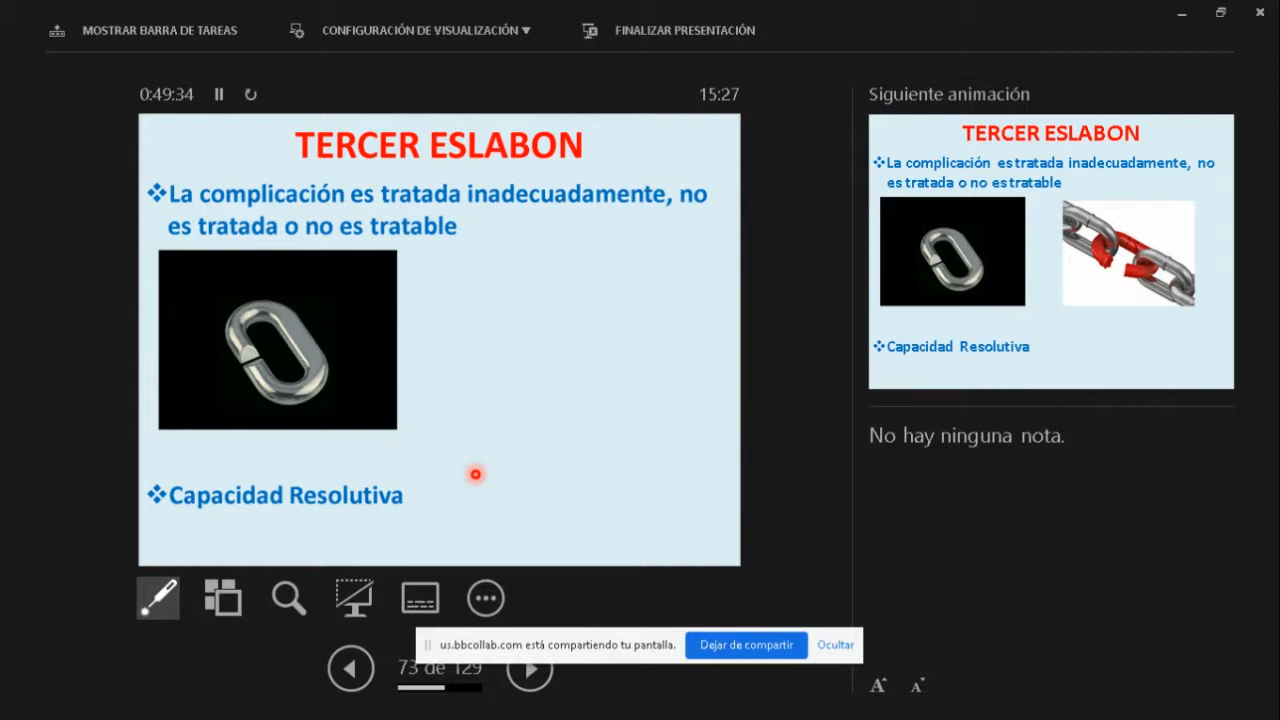 MOSTRAR BARRA DE TAREAS
CONFIGURACIÓN DE VISUALIZACIÓN
FINALIZAR PRESENTACIÓN
0:49:34
15:27
TERCER ESLABON
La complicación es tratada inadecuadamente, no
es tratada o no es tratable
Capacidad Resolutiva
Siguiente animación
TERCER ESLABON
La complicación es tratada inadecuadamente, no
es tratada o no es tratable
Capacidad Resolutiva
No hay ninguna nota.
us.bbcollab.com está compartiendo tu pantalla.
Dejar de compartir
Ocultar
73 de 129
A A